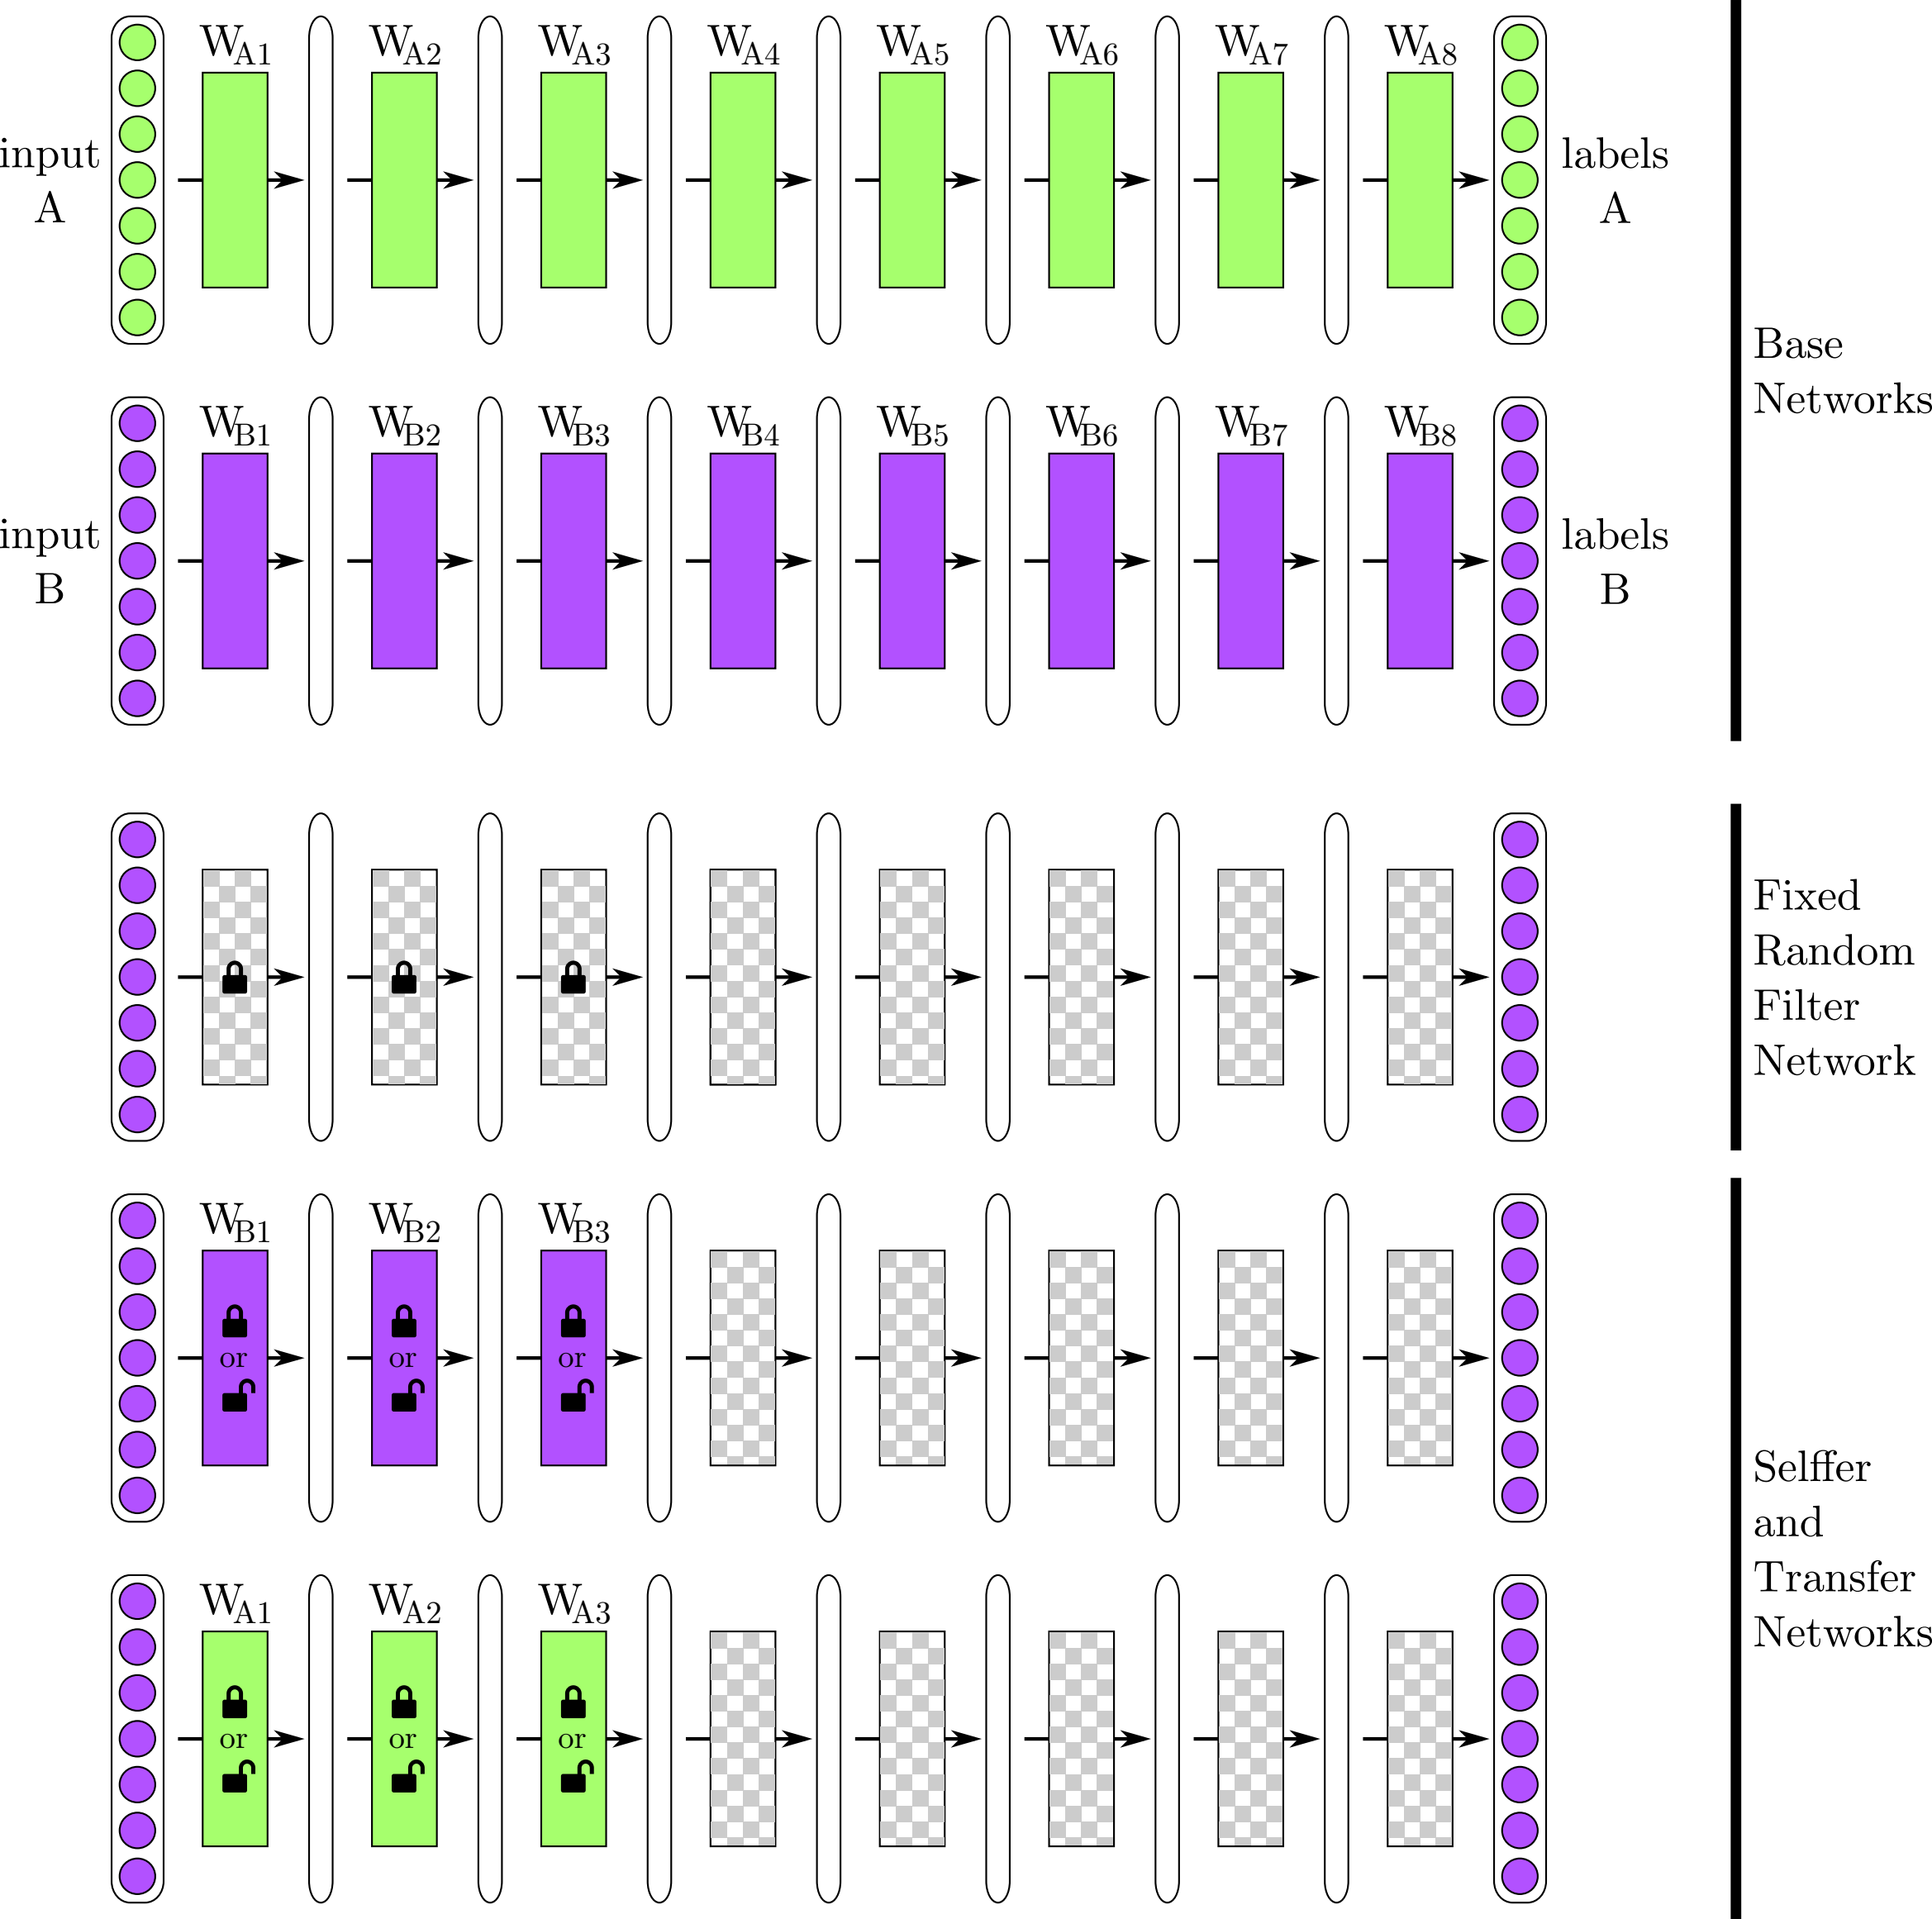 W_A1 W_A2 W_A3 W_A4 W_A5 W_A6 W_A7 W_A8
input
A
labels
A
Base
Networks
W_B1 W_B2 W_B3 W_B4 W_B5 W_B6 W_B7 W_B8
input
B
labels
B
Fixed
Random
Filter
Network
W_B1 W_B2 W_B3
or or or
Selffer
and
Transfer
Networks
W_A1 W_A2 W_A3
or or or